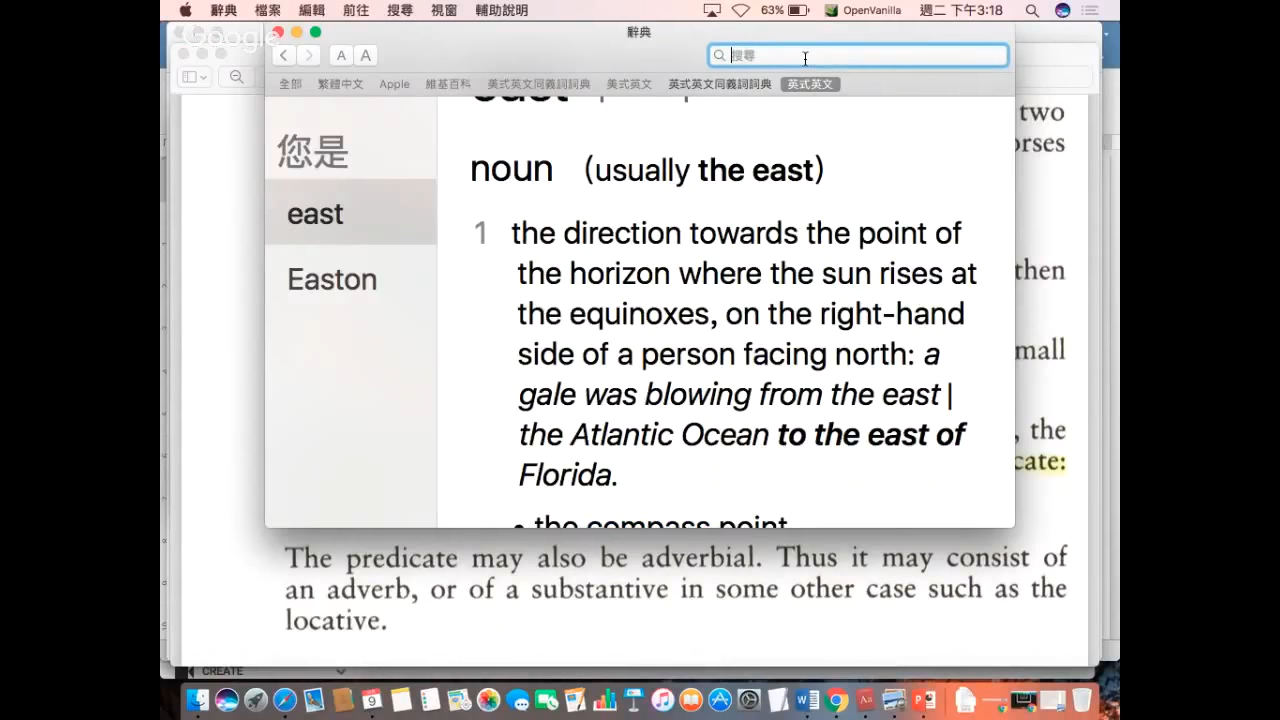 辭典 檔案 編輯 前往 搜尋 視窗 輔助說明 63% OpenVanilla 週二 下午3:18
Google
辭典
A A 搜尋
全部 繁體中文 Apple 維基百科 美式英文同義詞詞典 美式英文 英式英文同義詞詞典 英式英文
east
two
您是
noun (usually the east)
east
1 the direction towards the point of
the horizon where the sun rises at
then
Easton
the equinoxes, on the right-hand
side of a person facing north: a
gale was blowing from the east |
the Atlantic Ocean to the east of
, the
cate:
Florida.
• the compass point
The predicate may also be adverbial. Thus it may consist of
an adverb, or of a substantive in some other case such as the
locative.
CREATE